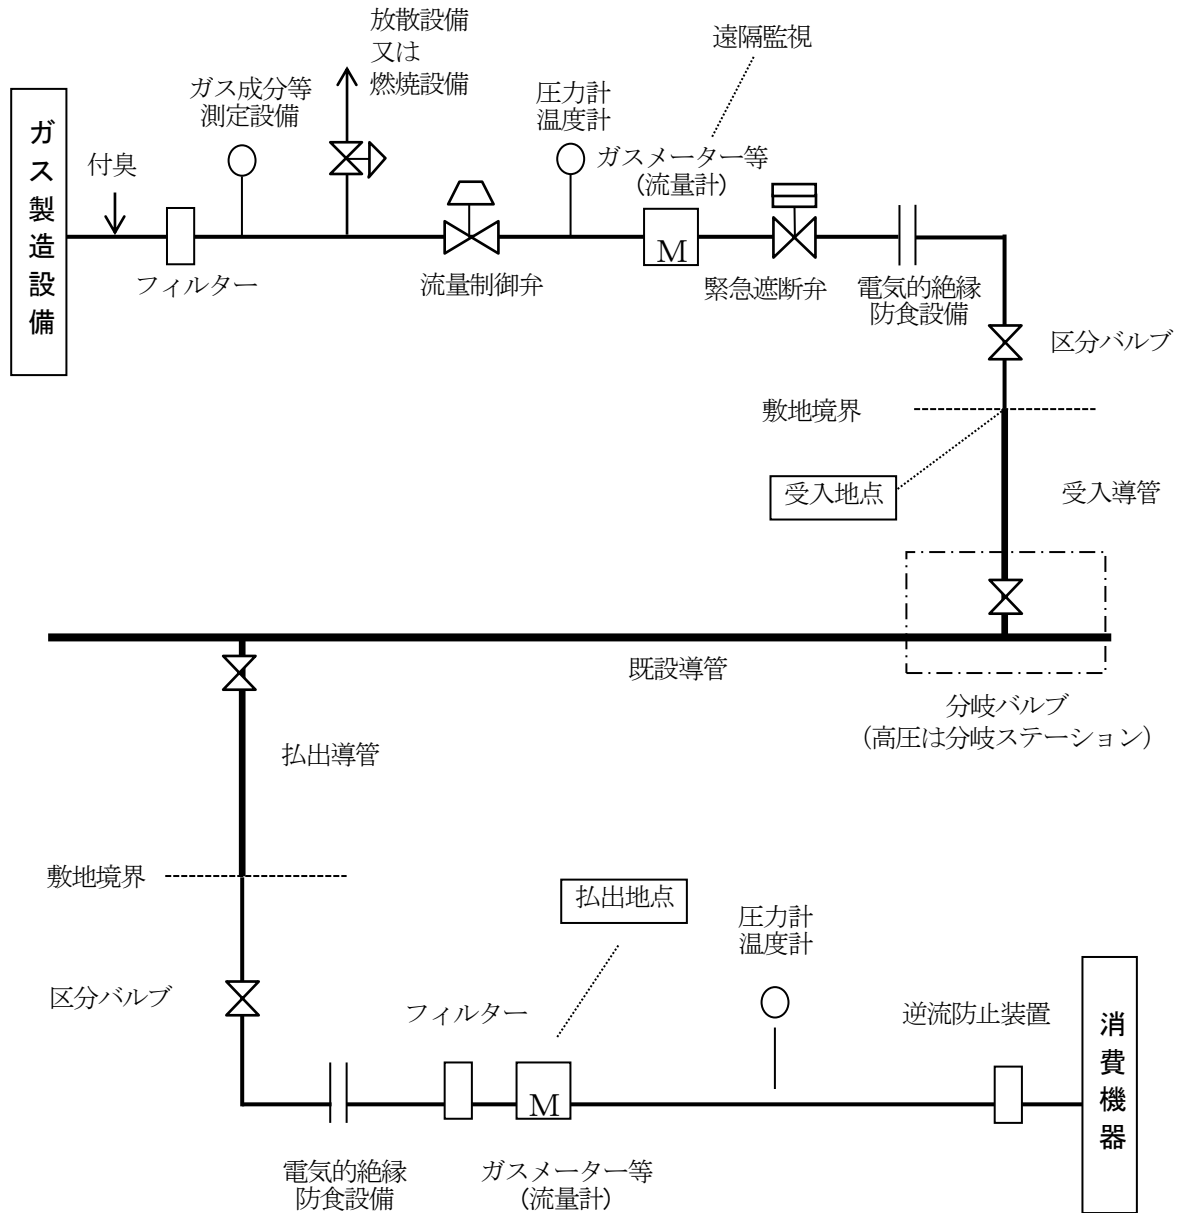 放散設備
又は
燃焼設備
遠隔監視
ガス成分等
測定設備
圧力計
温度計
ガス製造設備
付臭
ガスメーター等
(流量計)
M
フィルター
流量制御弁
緊急遮断弁
電気的絶縁
防食設備
区分バルブ
敷地境界
受入地点
受入導管
既設導管
分岐バルブ
(高圧は分岐ステーション)
払出導管
敷地境界
払出地点
圧力計
温度計
区分バルブ
フィルター
逆流防止装置
消費機器
M
電気的絶縁
防食設備
ガスメーター等
(流量計)